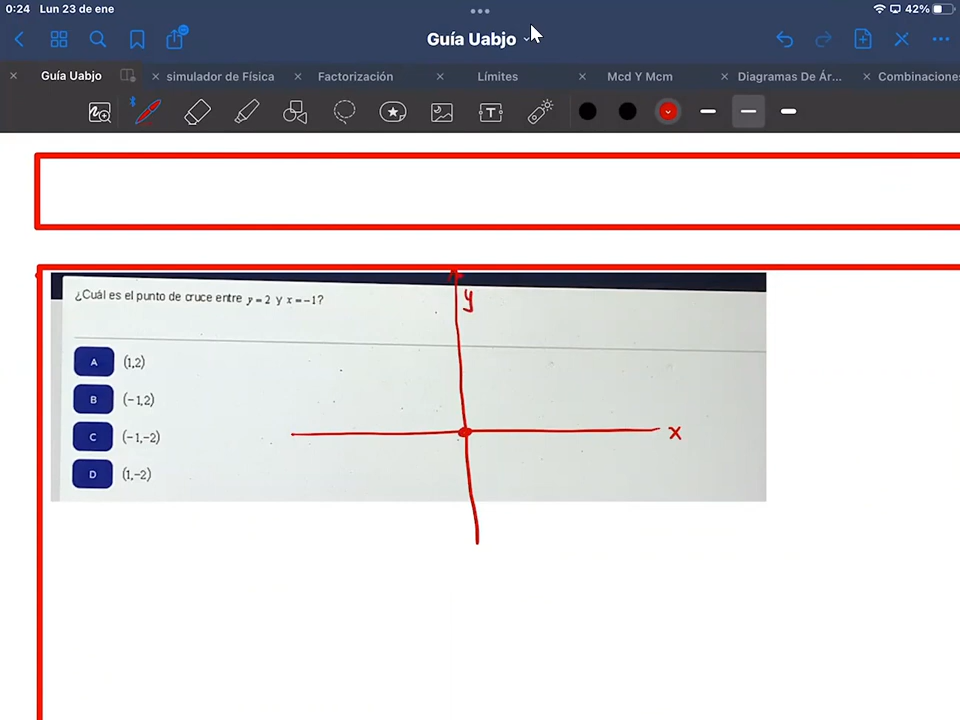 0:24 Lun 23 de ene 42%
Guía Uabjo
Guía Uabjo simulador de Física Factorización Límites Mcd Y Mcm Diagramas De Ár... Combinaciones
¿Cuál es el punto de cruce entre y = 2 y x = −1?
y
A (1,2)
B (−1,2)
C (−1,−2)
x
D (1,−2)